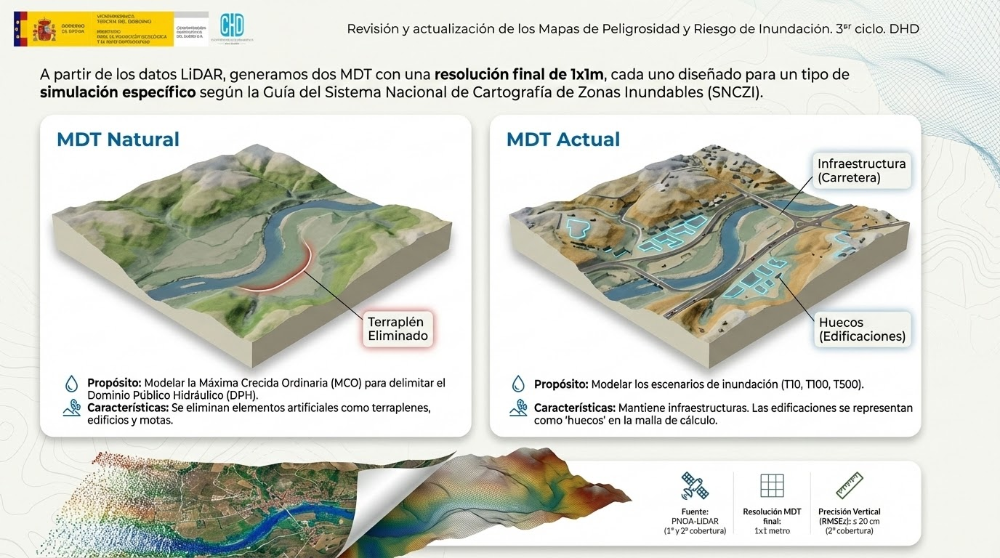 CHD
Revisión y actualización de los Mapas de Peligrosidad y Riesgo de Inundación. 3ᵉʳ ciclo. DHD
A partir de los datos LiDAR, generamos dos MDT con una resolución final de 1x1m, cada uno diseñado para un tipo de
simulación específico según la Guía del Sistema Nacional de Cartografía de Zonas Inundables (SNCZI).
MDT Natural
Terraplén
Eliminado
Propósito: Modelar la Máxima Crecida Ordinaria (MCO) para delimitar el
Dominio Público Hidráulico (DPH).
Características: Se eliminan elementos artificiales como terraplenes,
edificios y motas.
MDT Actual
Infraestructura
(Carretera)
Huecos
(Edificaciones)
Propósito: Modelar los escenarios de inundación (T10, T100, T500).
Características: Mantiene infraestructuras. Las edificaciones se representan
como 'huecos' en la malla de cálculo.
Fuente:
PNOA-LiDAR
(1ª y 2ª cobertura)
Resolución MDT
final:
1x1 metro
Precisión Vertical
(RMSEz): ≤ 20 cm
(2ª cobertura)